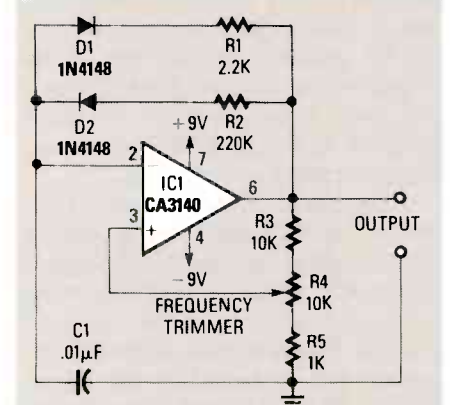 D1
1N4148
R1
2.2K
D2
1N4148
+9V
R2
220K
2
7
−
IC1
CA3140
6
3
+
4
−9V
R3
10K
OUTPUT
R4
10K
FREQUENCY
TRIMMER
C1
.01µF
R5
1K